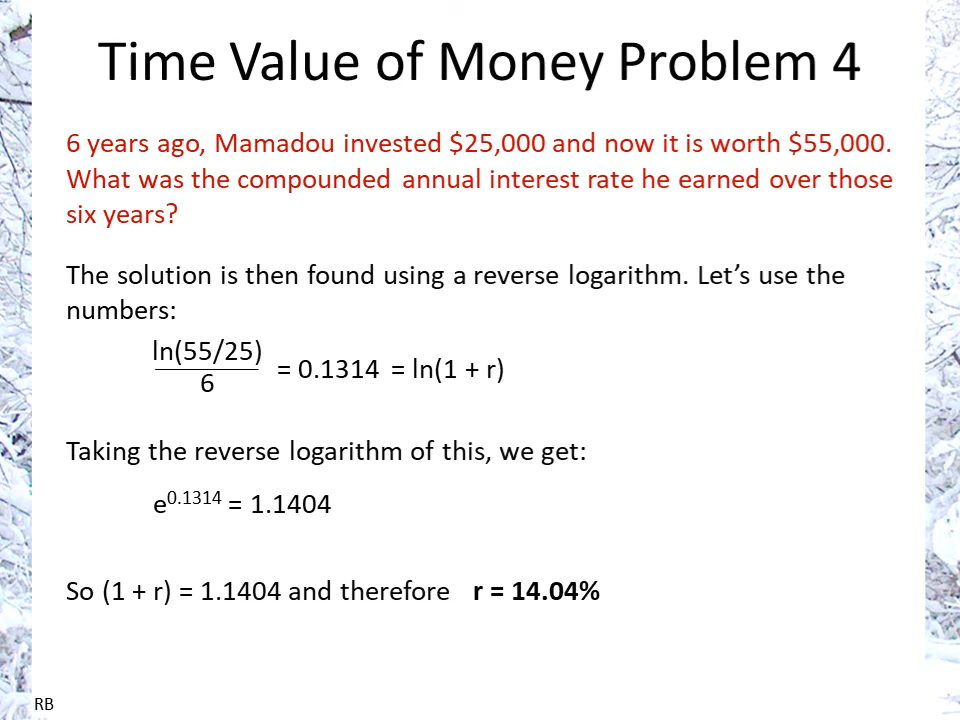 Time Value of Money Problem 4
6 years ago, Mamadou invested $25,000 and now it is worth $55,000.
What was the compounded annual interest rate he earned over those
six years?
The solution is then found using a reverse logarithm. Let’s use the
numbers:
ln(55/25)
6
= 0.1314 = ln(1 + r)
Taking the reverse logarithm of this, we get:
e^0.1314 = 1.1404
So (1 + r) = 1.1404 and therefore r = 14.04%
RB